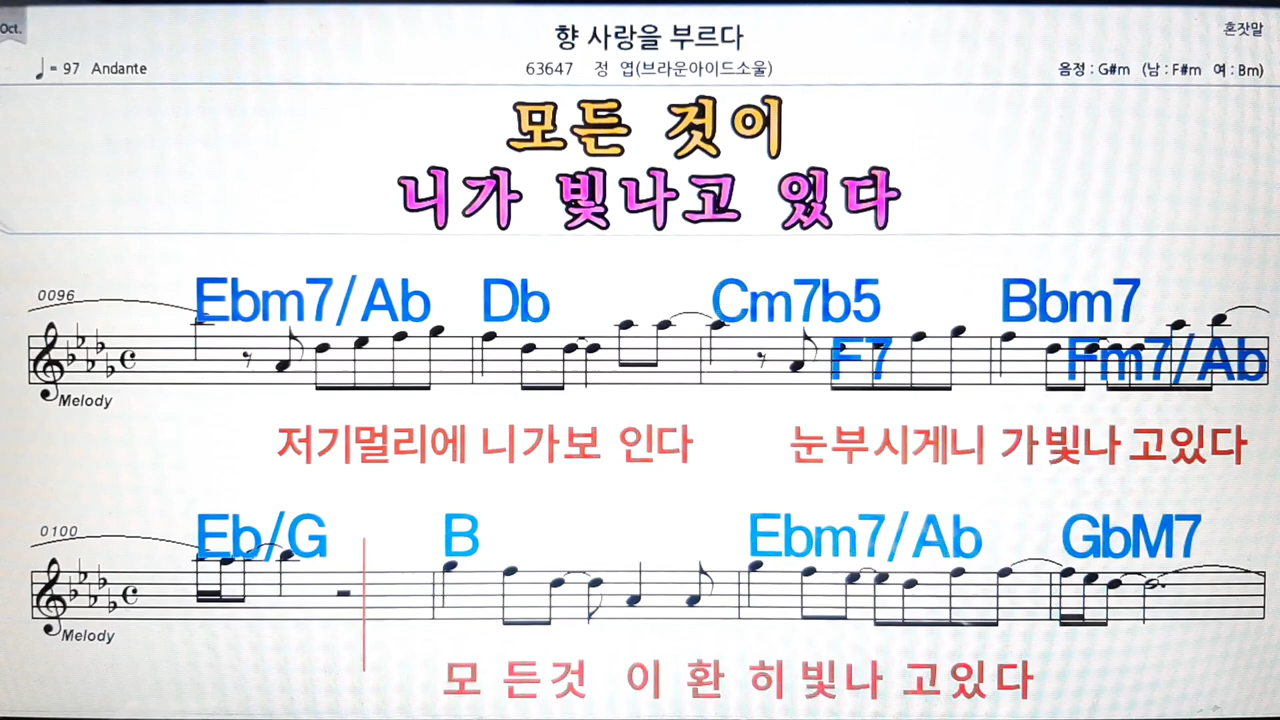 Oct.
향 사랑을 부르다
혼잣말
♩= 97 Andante
63647 정 엽(브라운아이드소울)
음정 : G#m (남 : F#m 여 : Bm)
모든 것이
니가 빛나고 있다
0096
Ebm7/Ab Db Cm7b5 Bbm7
F7 Fm7/Ab
Melody
저기멀리에 니가보 인다 눈부시게니 가빛나 고있다
0100
Eb/G B Ebm7/Ab GbM7
Melody
모 든것 이 환 히빛나 고있다